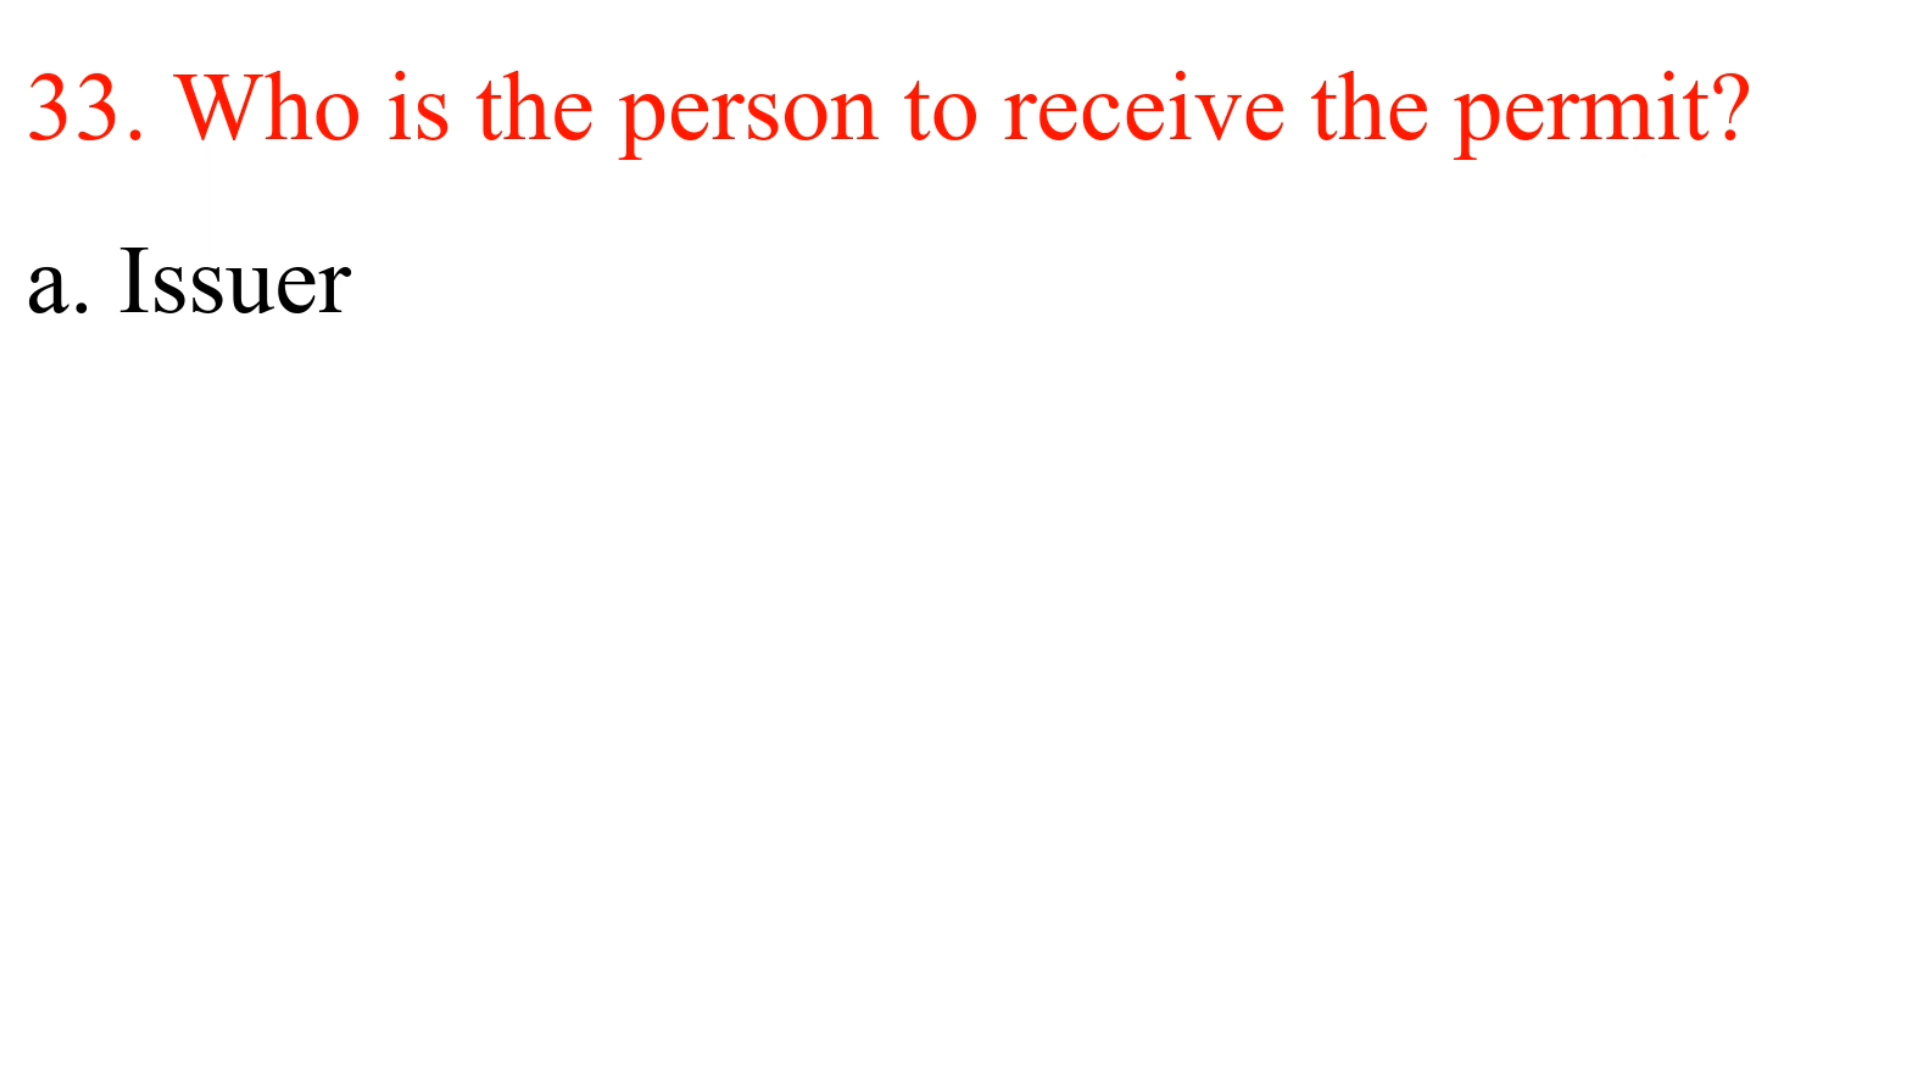 33. Who is the person to receive the permit?
a. Issuer